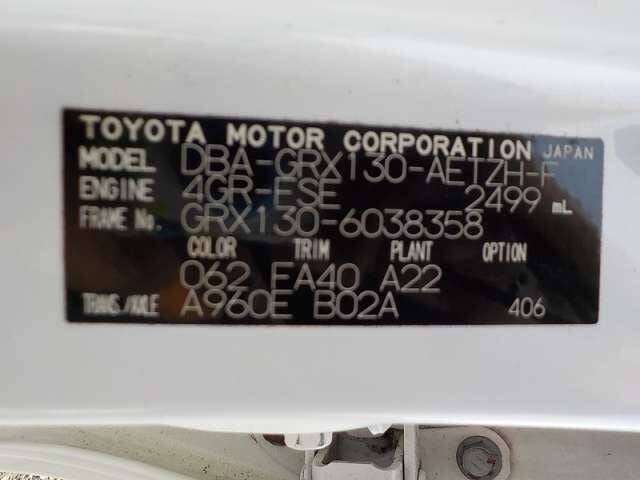 TOYOTA MOTOR CORPORATION JAPAN
MODEL DBA-GRX130-AETZH-F
ENGINE 4GR-FSE 2499 mL
FRAME No. GRX130-6038358
COLOR TRIM PLANT OPTION
062 FA40 A22
TRANS/AXLE A960E B02A 406